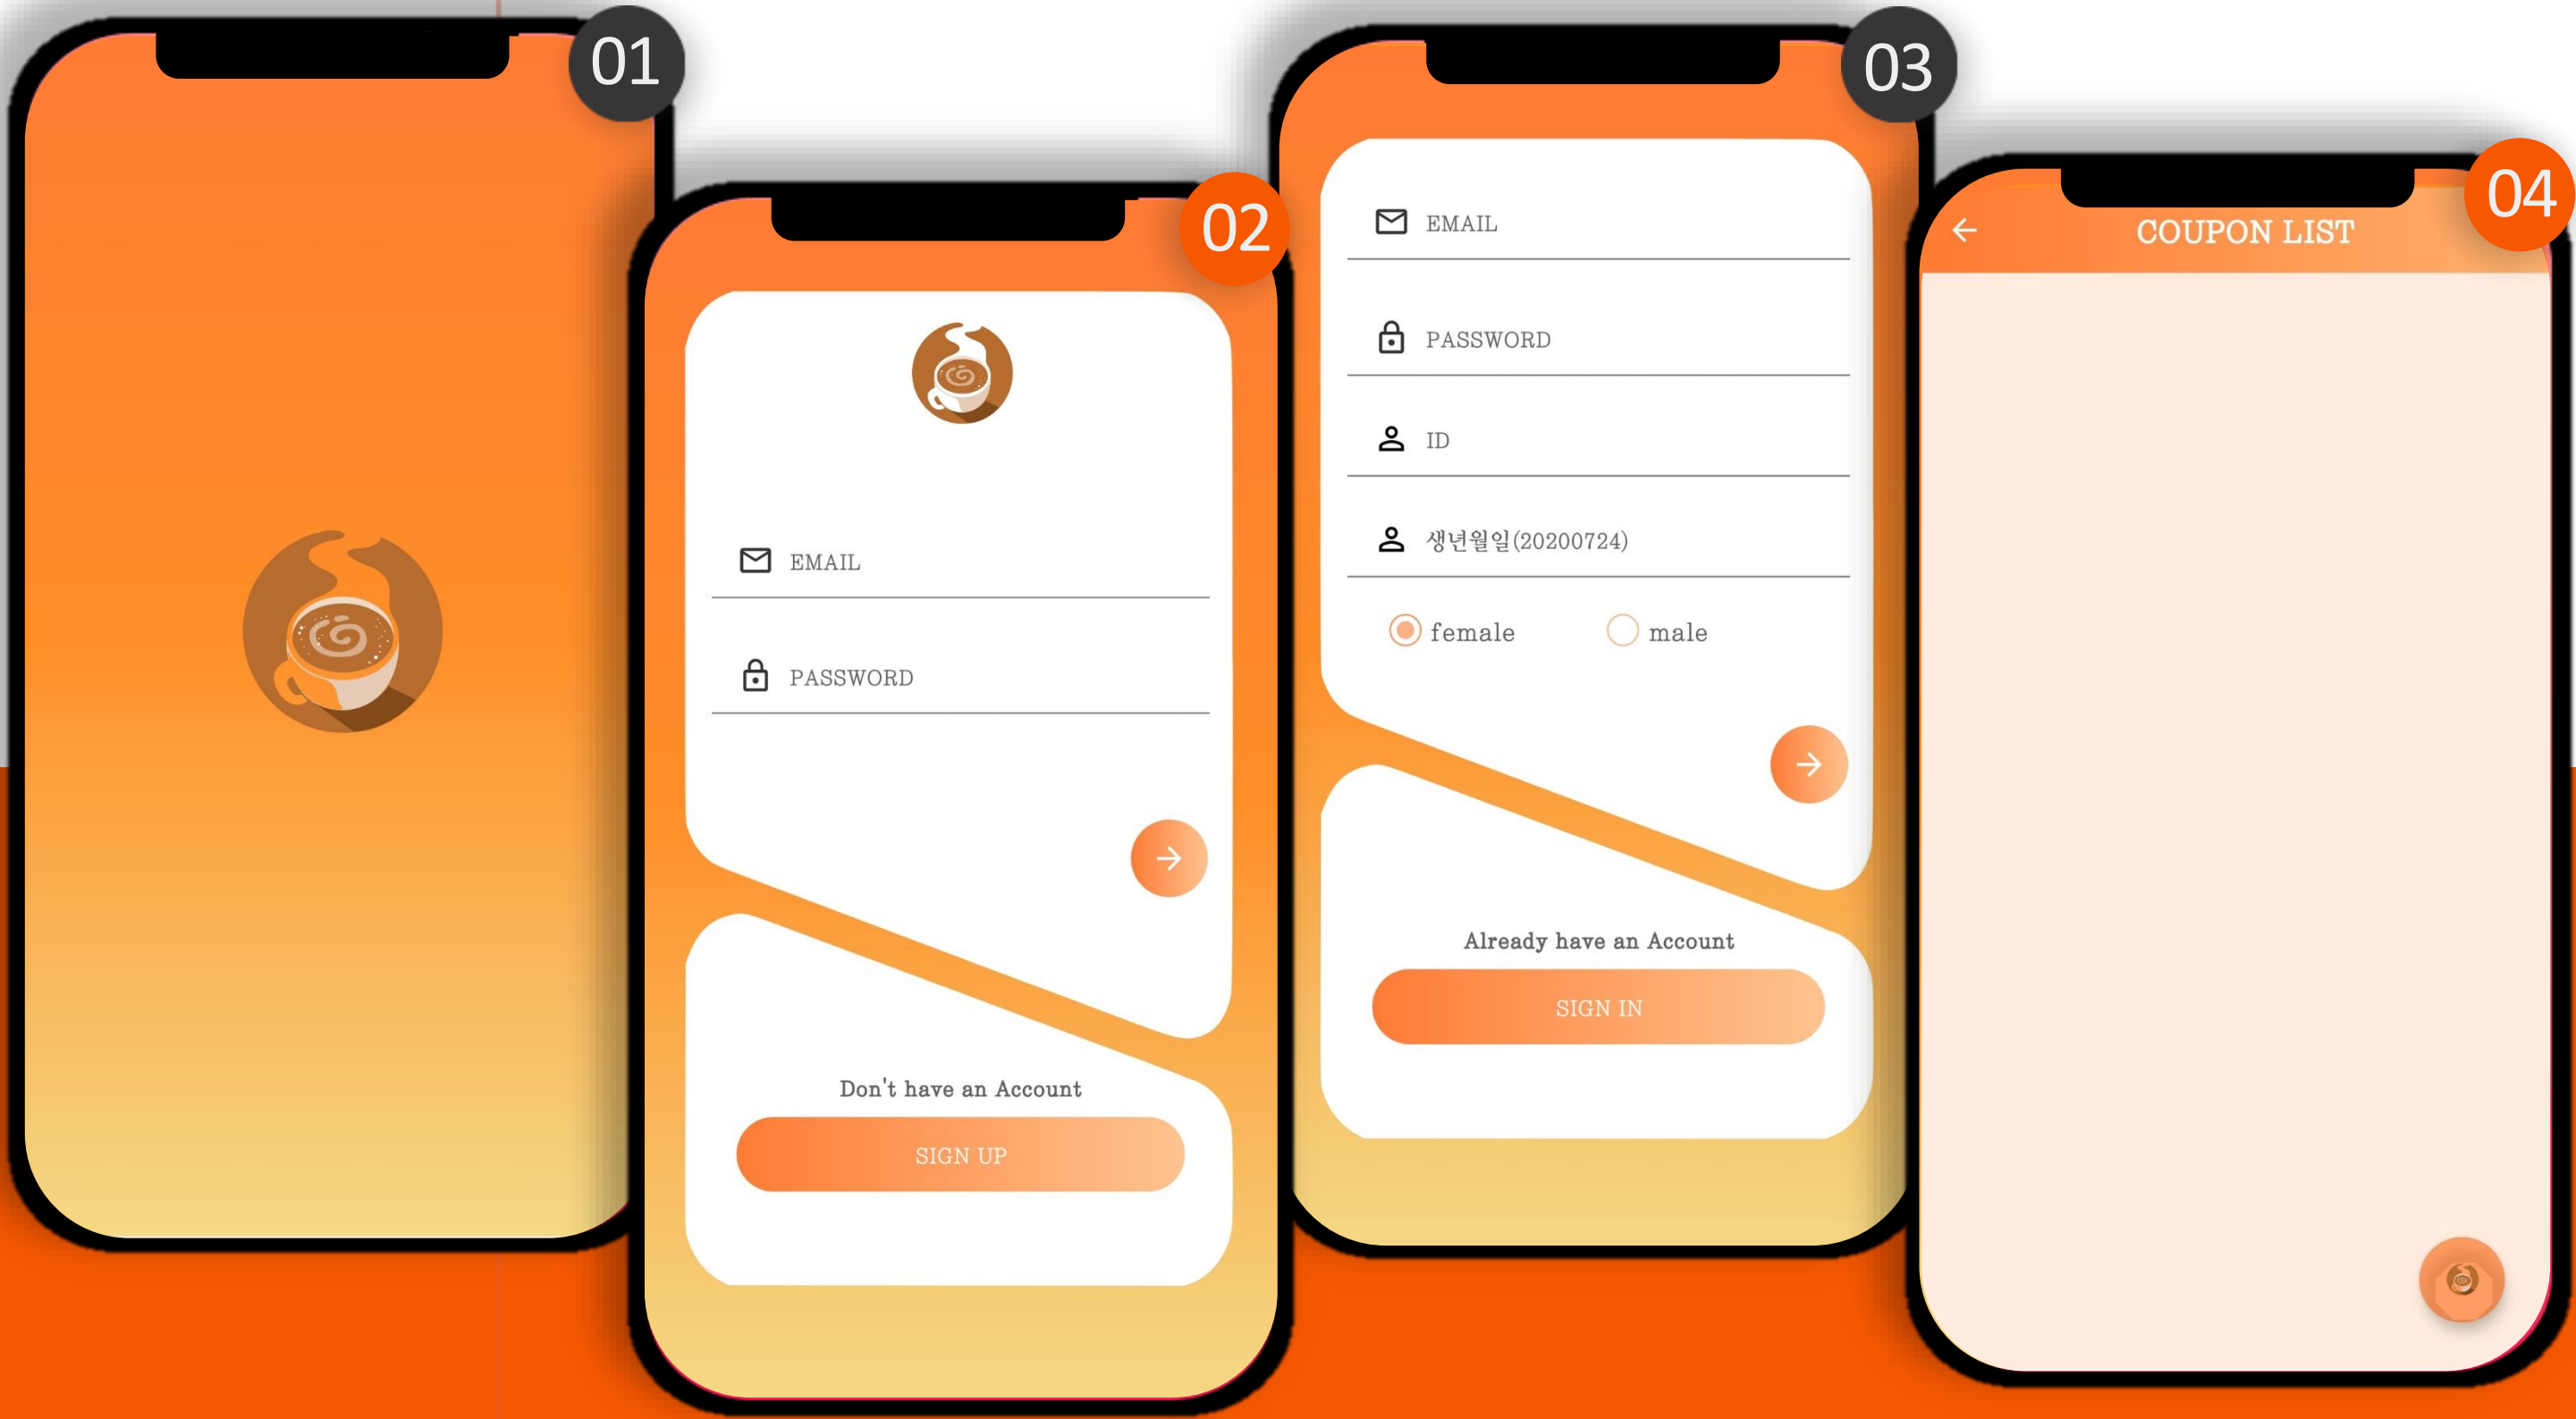 01
02
EMAIL
PASSWORD
Don't have an Account
SIGN UP
03
EMAIL
PASSWORD
ID
생년월일(20200724)
female male
Already have an Account
SIGN IN
04
COUPON LIST